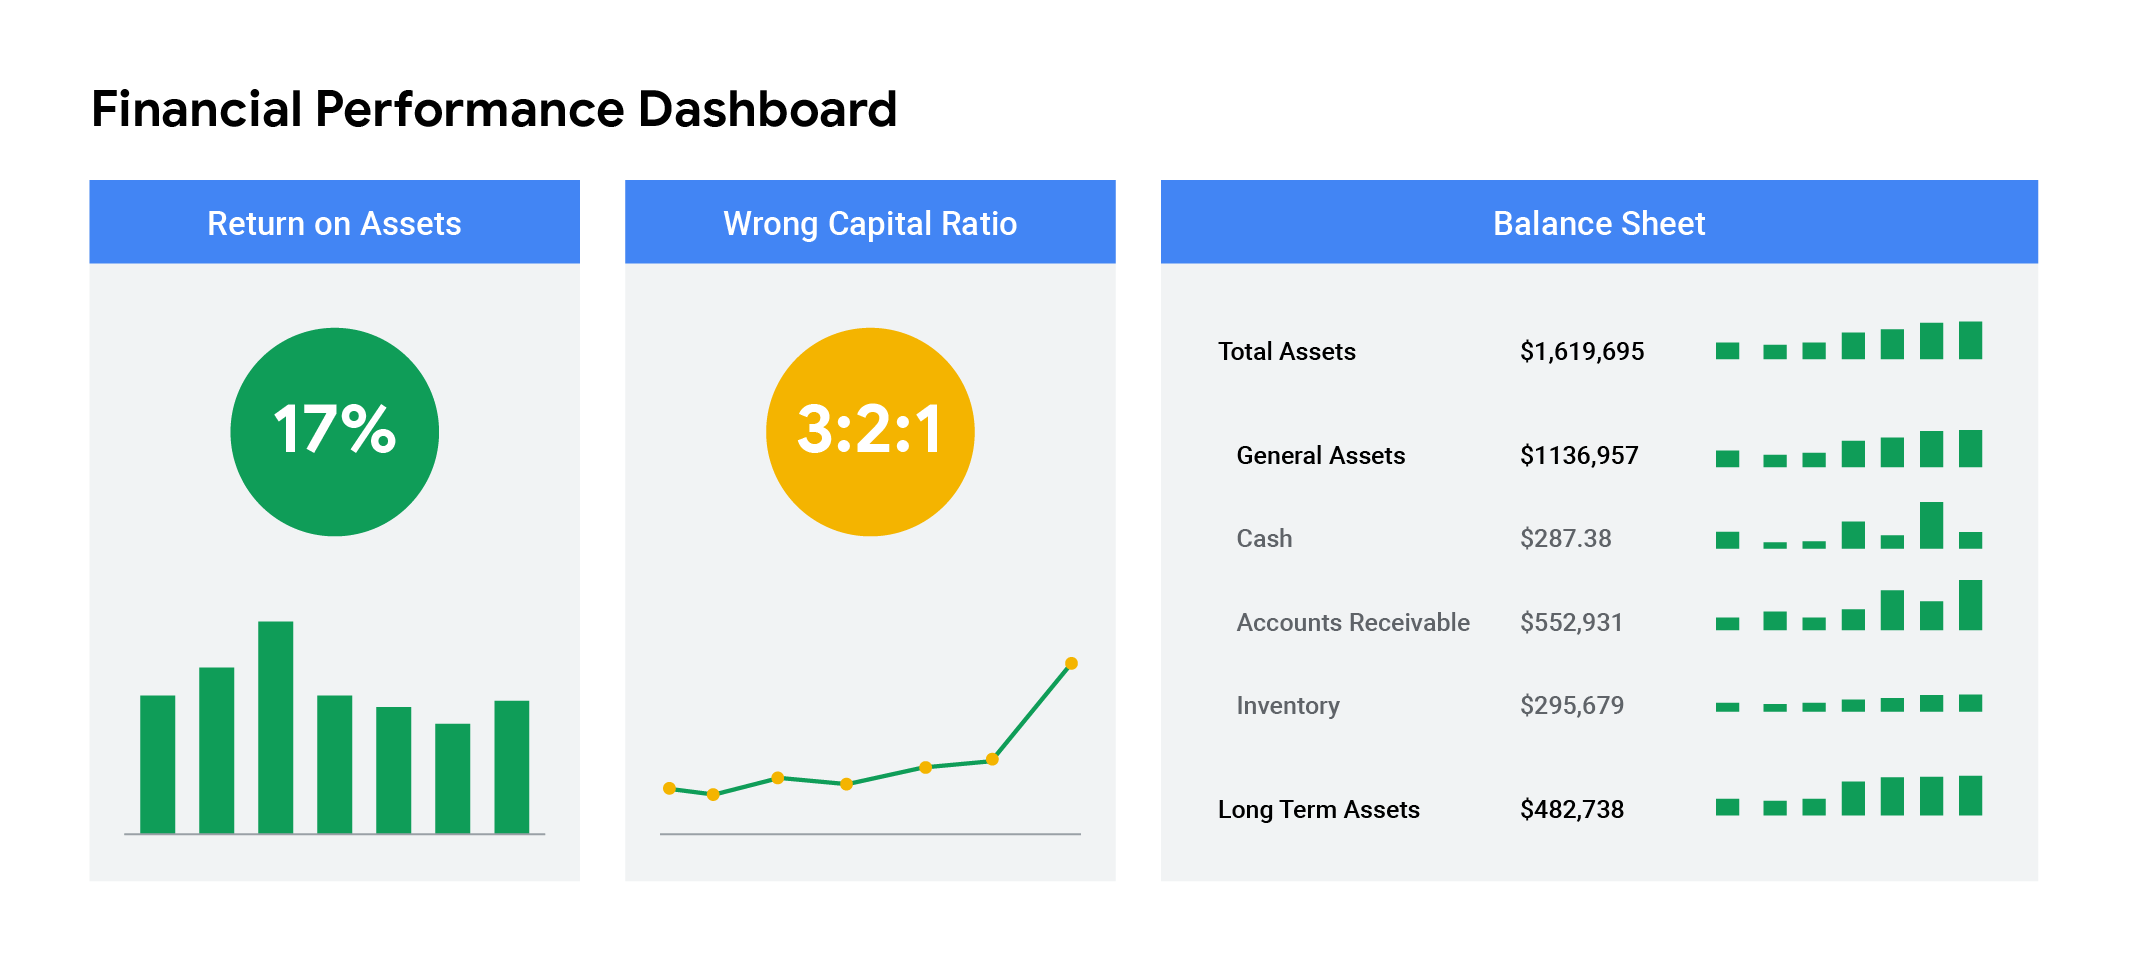 Financial Performance Dashboard
Return on Assets
17%
Wrong Capital Ratio
3:2:1
Balance Sheet
Total Assets $1,619,695
General Assets $1136,957
Cash $287.38
Accounts Receivable $552,931
Inventory $295,679
Long Term Assets $482,738